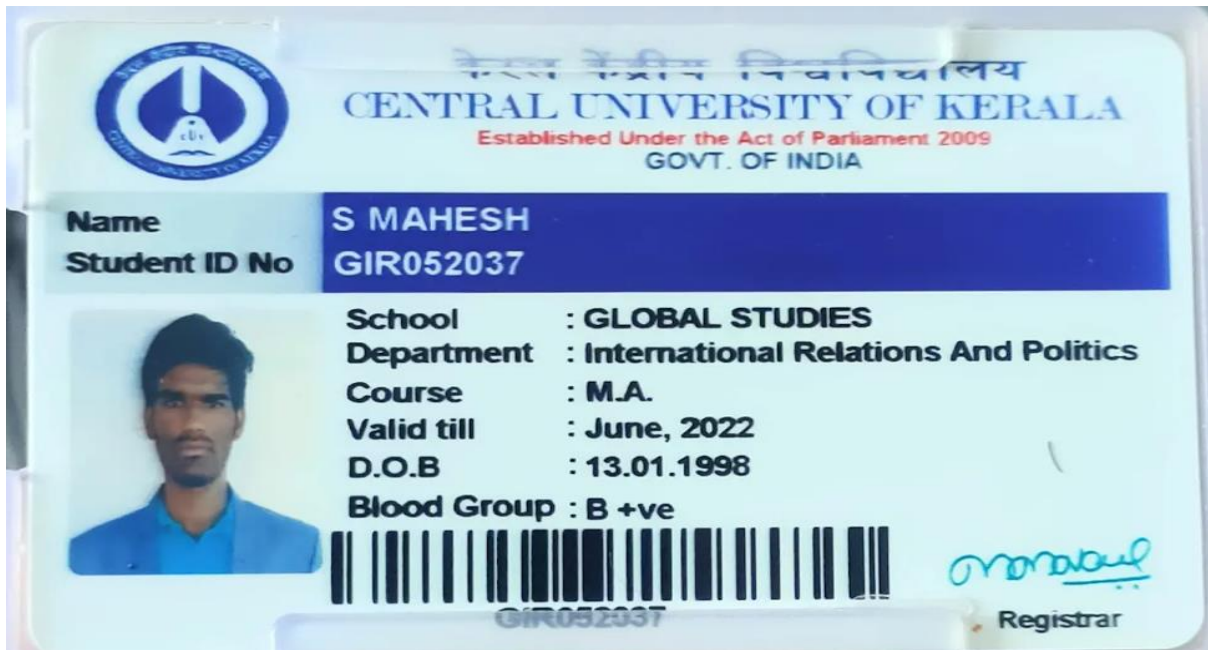 केरल केंद्रीय विश्वविद्यालय
CENTRAL UNIVERSITY OF KERALA
Established Under the Act of Parliament 2009
GOVT. OF INDIA
Name S MAHESH
Student ID No GIR052037
School : GLOBAL STUDIES
Department : International Relations And Politics
Course : M.A.
Valid till : June, 2022
D.O.B : 13.01.1998
Blood Group : B +ve
GIR052037
Registrar